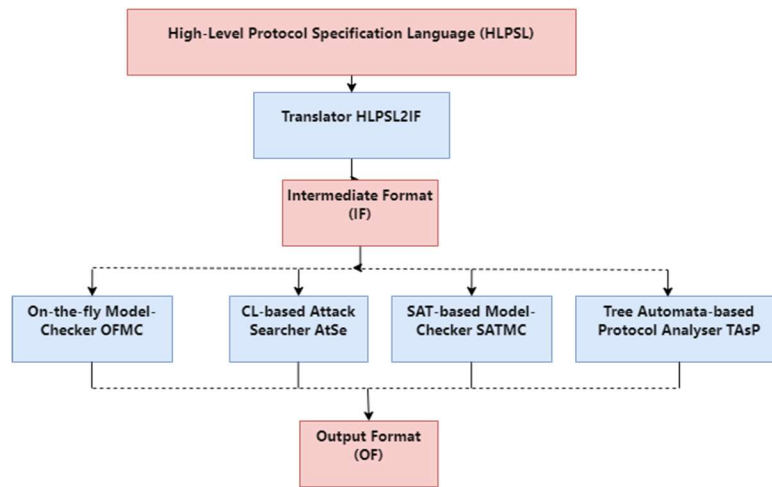 High-Level Protocol Specification Language (HLPSL)
Translator HLPSL2IF
Intermediate Format
(IF)
On-the-fly Model-
Checker OFMC
CL-based Attack
Searcher AtSe
SAT-based Model-
Checker SATMC
Tree Automata-based
Protocol Analyser TAsP
Output Format
(OF)